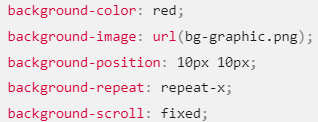 background-color: red;
background-image: url(bg-graphic.png);
background-position: 10px 10px;
background-repeat: repeat-x;
background-scroll: fixed;